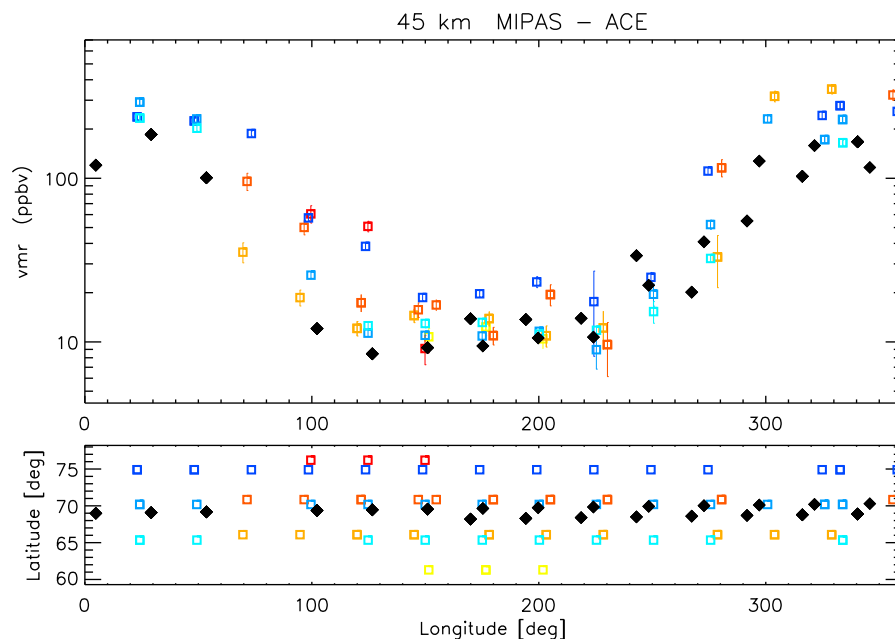 45 km MIPAS – ACE
vmr (ppbv)
100
10
0 100 200 300
Latitude [deg]
75
70
65
60
0 100 200 300
Longitude [deg]